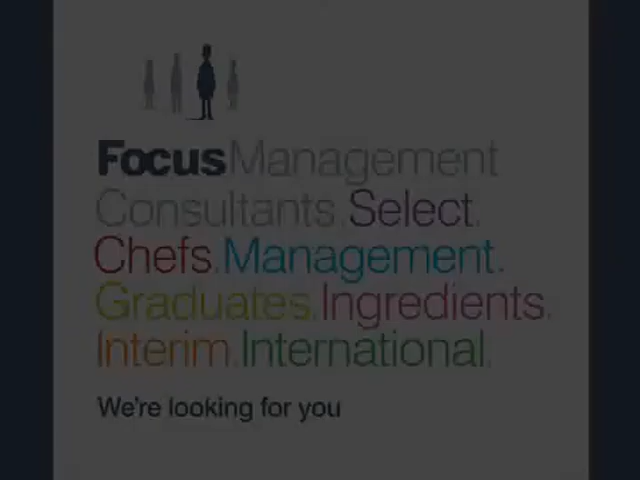 FocusManagement
Consultants.Select.
Chefs.Management.
Graduates.Ingredients.
Interim.International.
We're looking for you